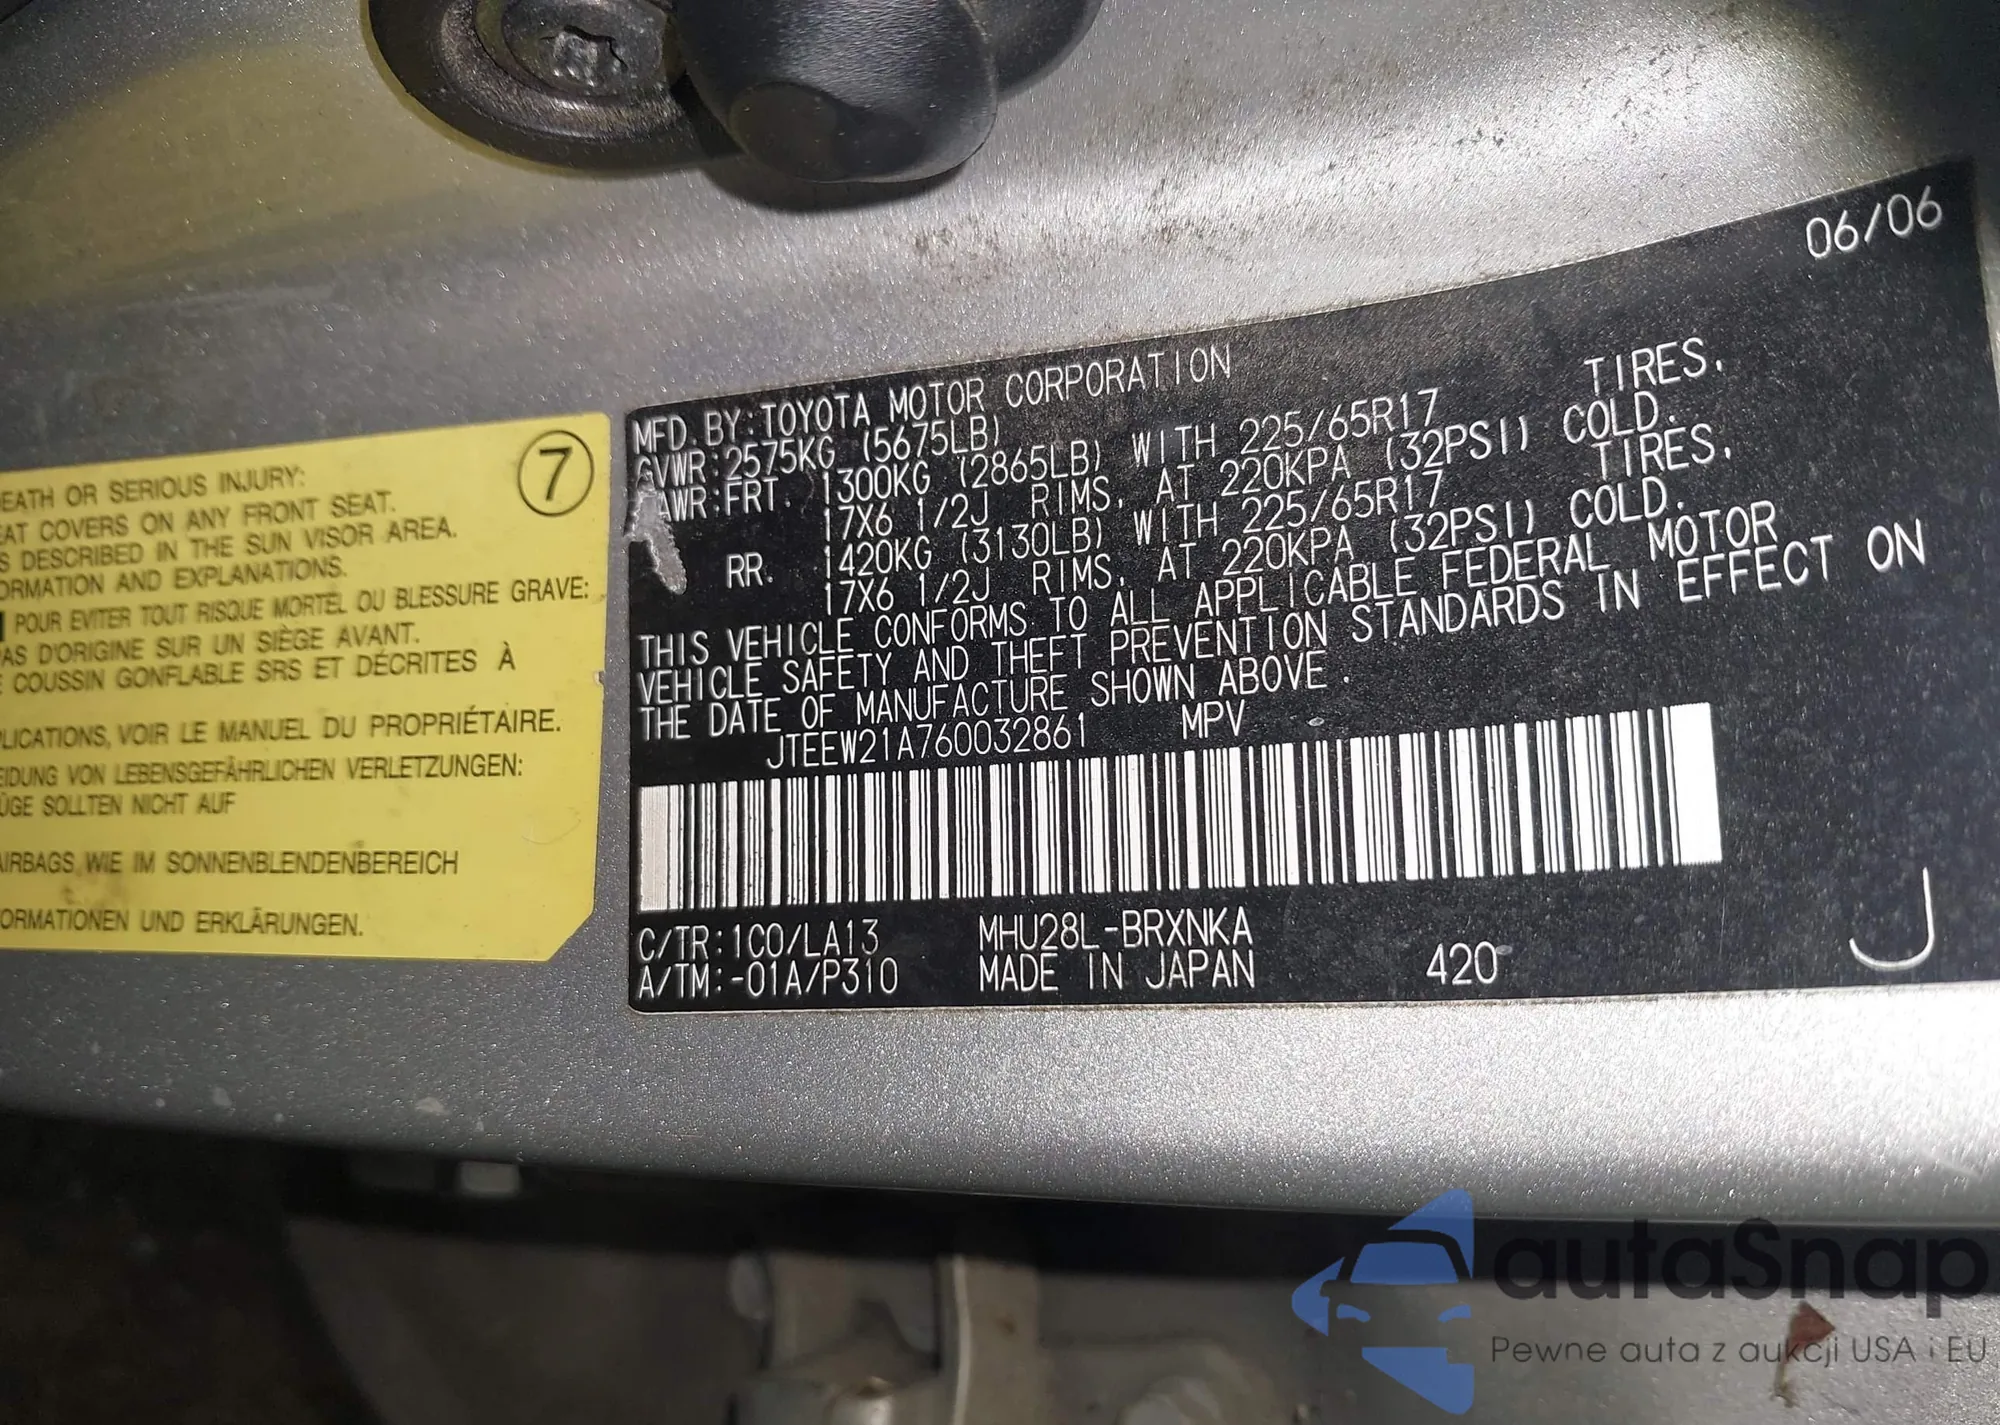 06/06
MFD. BY: TOYOTA MOTOR CORPORATION
GVWR: 2575KG (5675LB)
AWR: FRT. 1300KG (2865LB) WITH 225/65R17 TIRES,
17X6 1/2J RIMS, AT 220KPA (32PSI) COLD.
RR. 1420KG (3130LB) WITH 225/65R17 TIRES,
17X6 1/2J RIMS, AT 220KPA (32PSI) COLD.
THIS VEHICLE CONFORMS TO ALL APPLICABLE FEDERAL MOTOR
VEHICLE SAFETY AND THEFT PREVENTION STANDARDS IN EFFECT ON
THE DATE OF MANUFACTURE SHOWN ABOVE.
JTEEW21A760032861 MPV
C/TR: 1C0/LA13 MHU28L-BRXNKA
A/TM: -01A/P310 MADE IN JAPAN 420 J
7
DEATH OR SERIOUS INJURY:
EAT COVERS ON ANY FRONT SEAT.
S DESCRIBED IN THE SUN VISOR AREA.
ORMATION AND EXPLANATIONS.
POUR EVITER TOUT RISQUE MORTEL OU BLESSURE GRAVE:
AS D'ORIGINE SUR UN SIÈGE AVANT.
E COUSSIN GONFLABLE SRS ET DÉCRITES À
PLICATIONS, VOIR LE MANUEL DU PROPRIÉTAIRE.
EIDUNG VON LEBENSGEFÄHRLICHEN VERLETZUNGEN:
ÜGE SOLLTEN NICHT AUF
AIRBAGS, WIE IM SONNENBLENDENBEREICH
FORMATIONEN UND ERKLÄRUNGEN.
autaSnap
Pewne auta z aukcji USA i EU